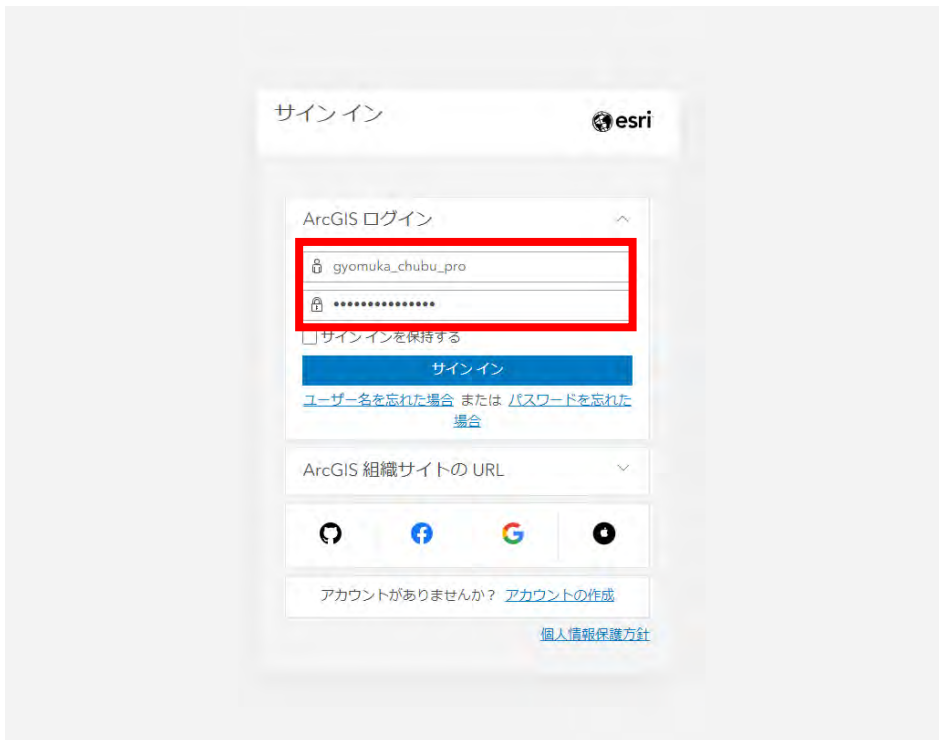 サイン イン
esri
ArcGIS ログイン
gyomuka_chubu_pro
•••••••••••••••
サイン インを保持する
サイン イン
ユーザー名を忘れた場合 または パスワードを忘れた
場合
ArcGIS 組織サイトの URL
アカウントがありませんか？ アカウントの作成
個人情報保護方針